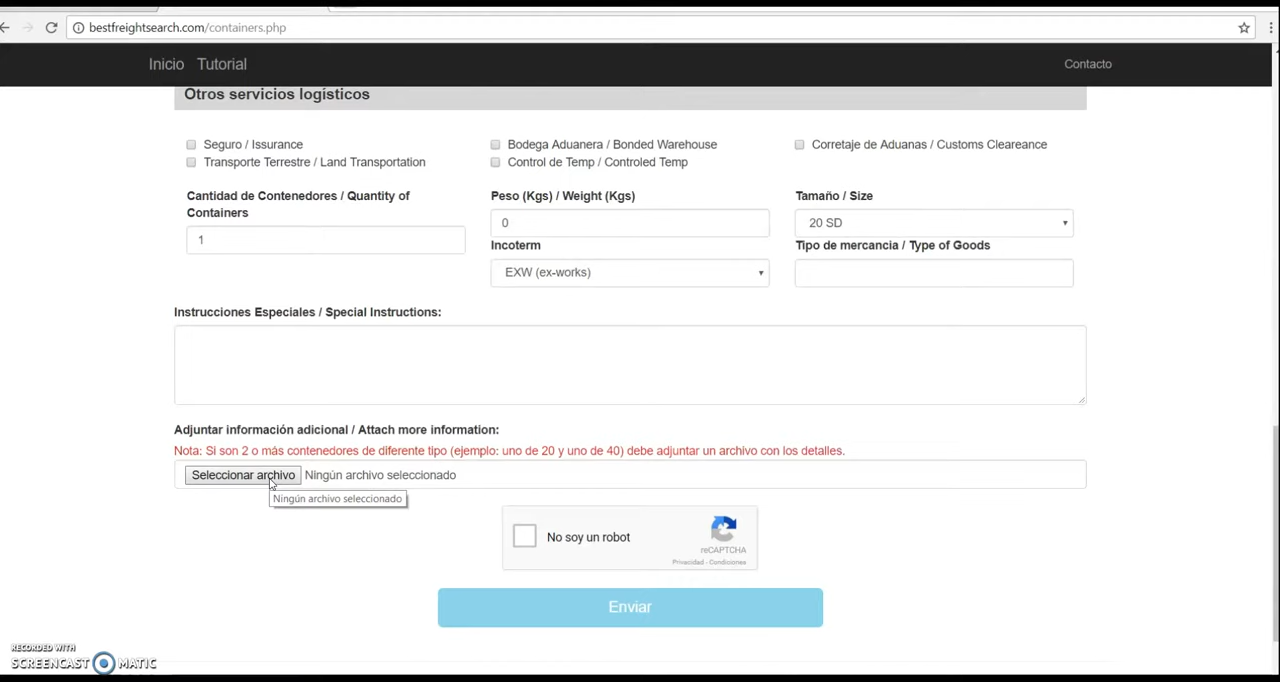 bestfreightsearch.com/containers.php
Inicio Tutorial Contacto
Otros servicios logísticos
Seguro / Issurance Bodega Aduanera / Bonded Warehouse Corretaje de Aduanas / Customs Cleareance
Transporte Terrestre / Land Transportation Control de Temp / Controled Temp
Cantidad de Contenedores / Quantity of Containers
1
Peso (Kgs) / Weight (Kgs)
0
Tamaño / Size
20 SD
Incoterm
EXW (ex-works)
Tipo de mercancia / Type of Goods
Instrucciones Especiales / Special Instructions:
Adjuntar información adicional / Attach more information:
Nota: Si son 2 o más contenedores de diferente tipo (ejemplo: uno de 20 y uno de 40) debe adjuntar un archivo con los detalles.
Seleccionar archivo Ningún archivo seleccionado
Ningún archivo seleccionado
No soy un robot
reCAPTCHA
Privacidad - Condiciones
Enviar
RECORDED WITH
SCREENCAST MATIC